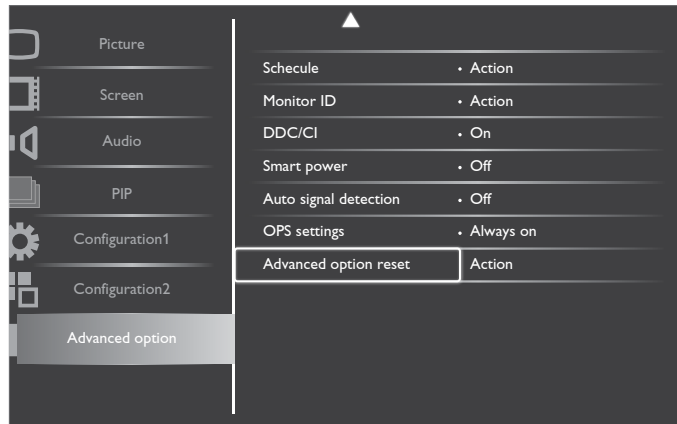 Picture
Screen
Audio
PIP
Configuration1
Configuration2
Advanced option
Schecule • Action
Monitor ID • Action
DDC/CI • On
Smart power • Off
Auto signal detection • Off
OPS settings • Always on
Advanced option reset Action